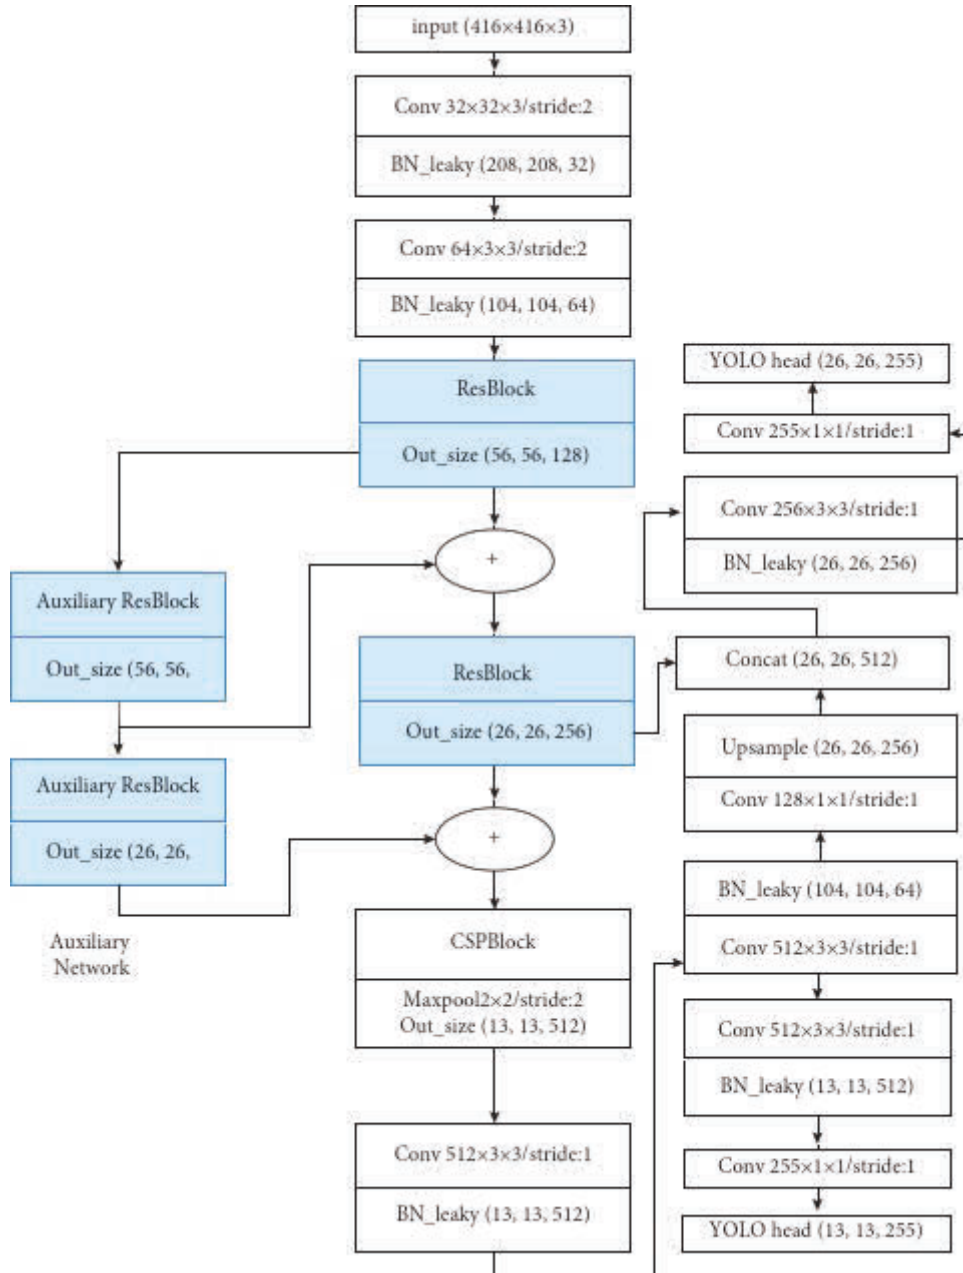 input (416×416×3)
Conv 32×32×3/stride:2
BN_leaky (208, 208, 32)
Conv 64×3×3/stride:2
BN_leaky (104, 104, 64)
ResBlock
Out_size (56, 56, 128)
+
Auxiliary ResBlock
Out_size (56, 56,
ResBlock
Out_size (26, 26, 256)
Auxiliary ResBlock
Out_size (26, 26,
+
Auxiliary
Network
CSPBlock
Maxpool2×2/stride:2
Out_size (13, 13, 512)
Conv 512×3×3/stride:1
BN_leaky (13, 13, 512)
YOLO head (26, 26, 255)
Conv 255×1×1/stride:1
Conv 256×3×3/stride:1
BN_leaky (26, 26, 256)
Concat (26, 26, 512)
Upsample (26, 26, 256)
Conv 128×1×1/stride:1
BN_leaky (104, 104, 64)
Conv 512×3×3/stride:1
Conv 512×3×3/stride:1
BN_leaky (13, 13, 512)
Conv 255×1×1/stride:1
YOLO head (13, 13, 255)